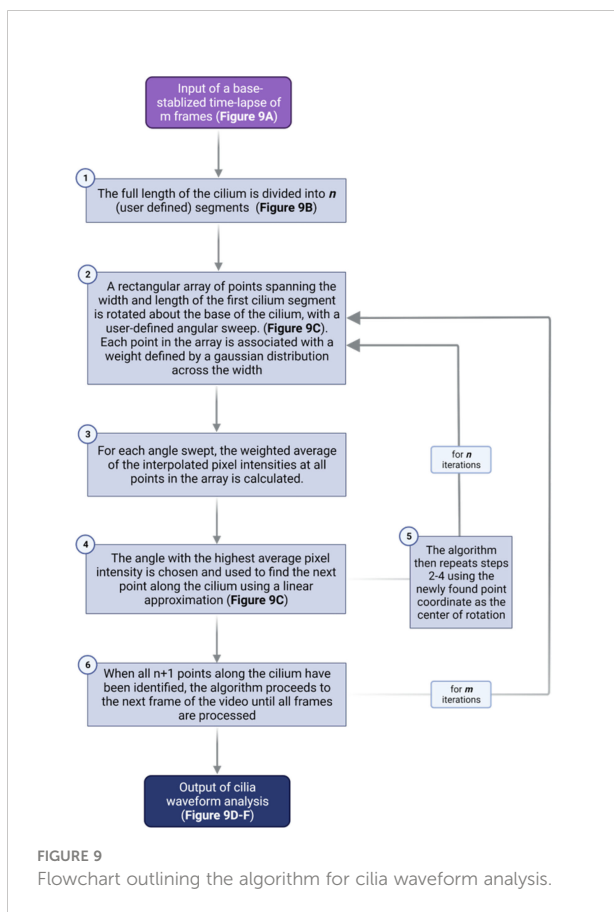 Input of a base-
stablized time-lapse of
m frames (Figure 9A)
1
The full length of the cilium is divided into n
(user defined) segments (Figure 9B)
2
A rectangular array of points spanning the
width and length of the first cilium segment
is rotated about the base of the cilium, with a
user-defined angular sweep. (Figure 9C).
Each point in the array is associated with a
weight defined by a gaussian distribution
across the width
3
For each angle swept, the weighted average
of the interpolated pixel intensities at all
points in the array is calculated.
for n
iterations
4
The angle with the highest average pixel
intensity is chosen and used to find the next
point along the cilium using a linear
approximation (Figure 9C)
5
The algorithm
then repeats steps
2-4 using the
newly found point
coordinate as the
center of rotation
6
When all n+1 points along the cilium have
been identified, the algorithm proceeds to
the next frame of the video until all frames
are processed
for m
iterations
Output of cilia
waveform analysis
(Figure 9D-F)
FIGURE 9
Flowchart outlining the algorithm for cilia waveform analysis.